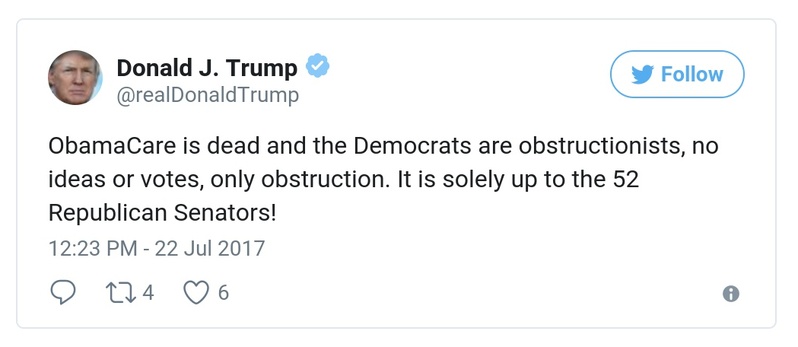 Donald J. Trump
@realDonaldTrump
Follow
ObamaCare is dead and the Democrats are obstructionists, no
ideas or votes, only obstruction. It is solely up to the 52
Republican Senators!
12:23 PM - 22 Jul 2017
4 6